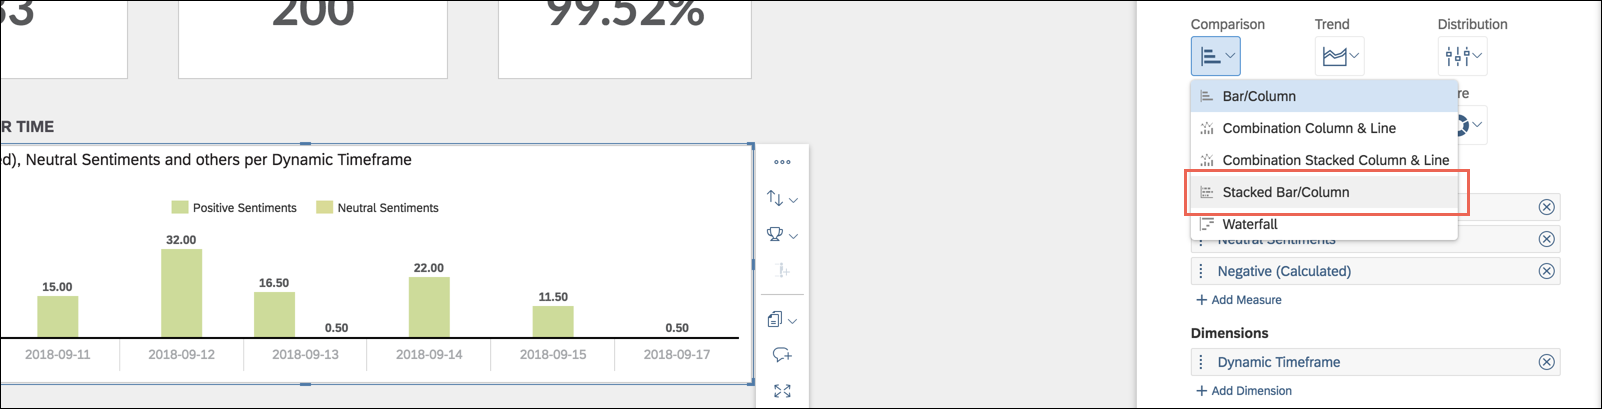 200
99.52%
R TIME
d), Neutral Sentiments and others per Dynamic Timeframe
Positive Sentiments Neutral Sentiments
15.00
32.00
16.50
0.50
22.00
11.50
0.50
2018-09-11 2018-09-12 2018-09-13 2018-09-14 2018-09-15 2018-09-17
Comparison Trend Distribution
Bar/Column
re
Combination Column & Line
Combination Stacked Column & Line
Stacked Bar/Column
Waterfall
Neutral Sentiments
Negative (Calculated)
+ Add Measure
Dimensions
Dynamic Timeframe
+ Add Dimension